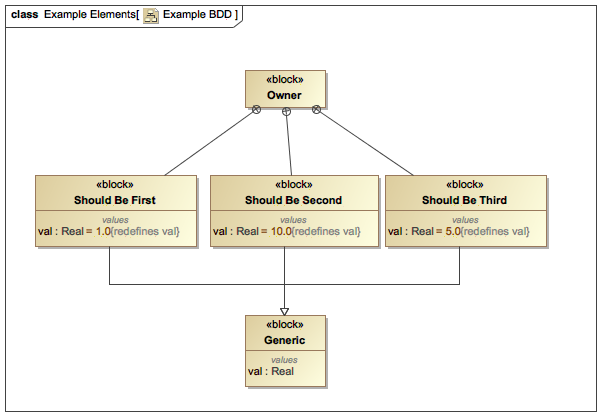 class Example Elements[ Example BDD ]
«block»
Owner
«block»
Should Be First
values
val : Real = 1.0{redefines val}
«block»
Should Be Second
values
val : Real = 10.0{redefines val}
«block»
Should Be Third
values
val : Real = 5.0{redefines val}
«block»
Generic
values
val : Real